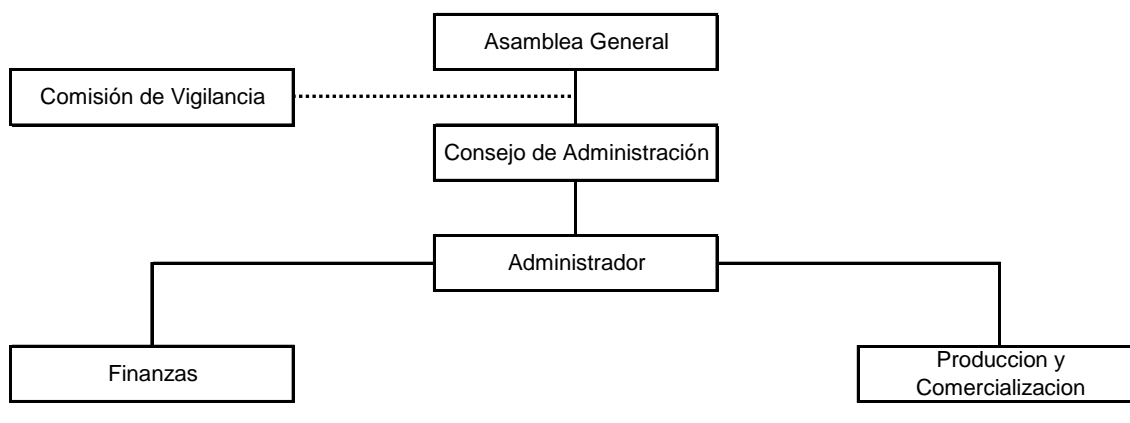 Asamblea General
Comisión de Vigilancia
Consejo de Administración
Administrador
Finanzas
Produccion y
Comercializacion